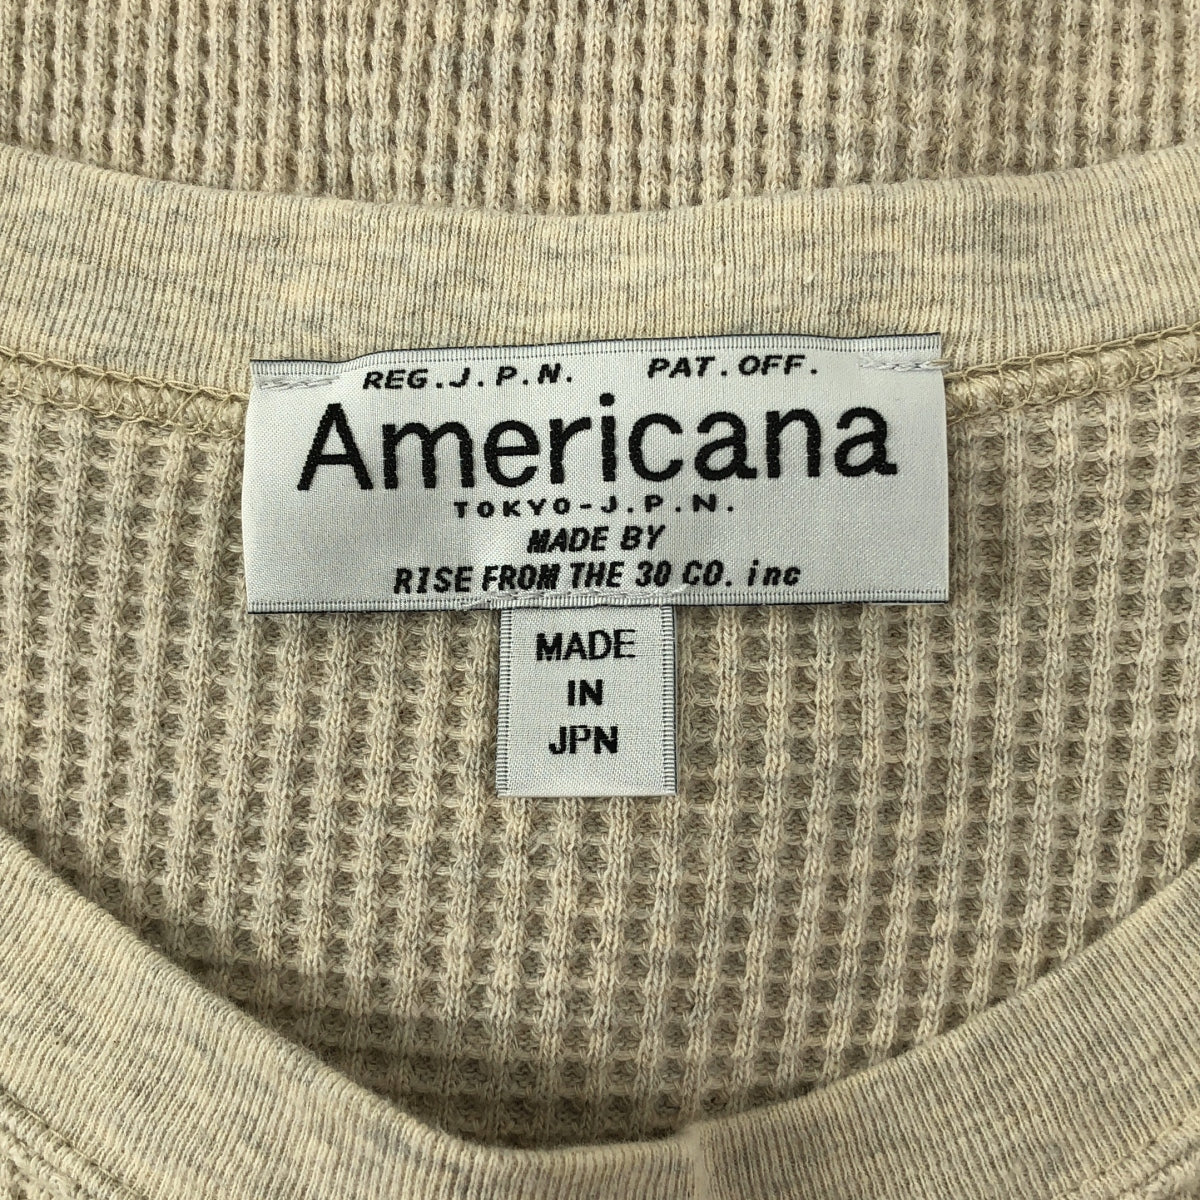 REG.J.P.N. PAT.OFF.
Americana
TOKYO-J.P.N.
MADE BY
RISE FROM THE 30 CO. inc
MADE
IN
JPN